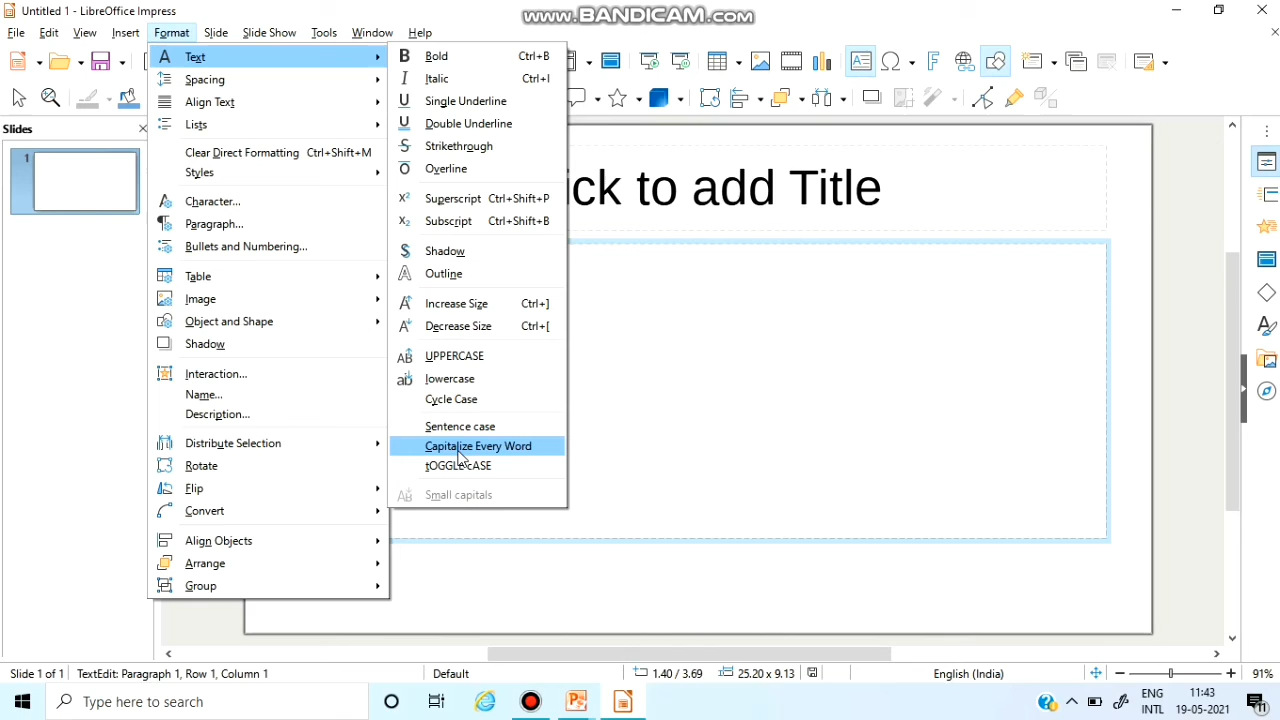 Untitled 1 - LibreOffice Impress
www.BANDICAM.com
File Edit View Insert Format Slide Slide Show Tools Window Help
Slides
1
Text
Spacing
Align Text
Lists
Clear Direct Formatting Ctrl+Shift+M
Styles
Character...
Paragraph...
Bullets and Numbering...
Table
Image
Object and Shape
Shadow
Interaction...
Name...
Description...
Distribute Selection
Rotate
Flip
Convert
Align Objects
Arrange
Group
Bold Ctrl+B
Italic Ctrl+I
Single Underline
Double Underline
Strikethrough
Overline
Superscript Ctrl+Shift+P
Subscript Ctrl+Shift+B
Shadow
Outline
Increase Size Ctrl+]
Decrease Size Ctrl+[
UPPERCASE
lowercase
Cycle Case
Sentence case
Capitalize Every Word
tOGGLE cASE
Small capitals
ick to add Title
Slide 1 of 1 TextEdit: Paragraph 1, Row 1, Column 1 Default 1.40 / 3.69 25.20 x 9.13 English (India) 91%
Type here to search
ENG
INTL
11:43
19-05-2021
11